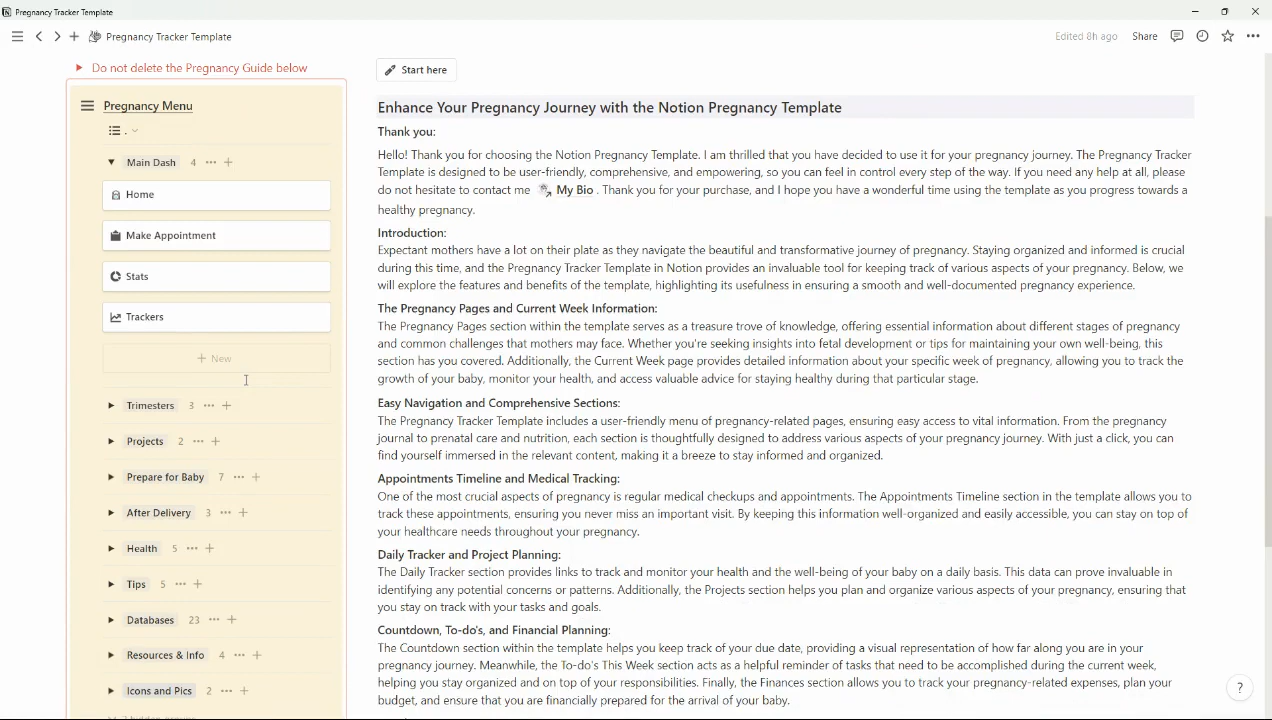 Pregnancy Tracker Template
Pregnancy Tracker Template
Edited 8h ago
Share
Do not delete the Pregnancy Guide below
Pregnancy Menu
.
Main Dash 4
Home
Make Appointment
Stats
Trackers
New
Trimesters 3
Projects 2
Prepare for Baby 7
After Delivery 3
Health 5
Tips 5
Databases 23
Resources & Info 4
Icons and Pics 2
Start here
Enhance Your Pregnancy Journey with the Notion Pregnancy Template
Thank you:
Hello! Thank you for choosing the Notion Pregnancy Template. I am thrilled that you have decided to use it for your pregnancy journey. The Pregnancy Tracker
Template is designed to be user-friendly, comprehensive, and empowering, so you can feel in control every step of the way. If you need any help at all, please
do not hesitate to contact me My Bio . Thank you for your purchase, and I hope you have a wonderful time using the template as you progress towards a
healthy pregnancy.
Introduction:
Expectant mothers have a lot on their plate as they navigate the beautiful and transformative journey of pregnancy. Staying organized and informed is crucial
during this time, and the Pregnancy Tracker Template in Notion provides an invaluable tool for keeping track of various aspects of your pregnancy. Below, we
will explore the features and benefits of the template, highlighting its usefulness in ensuring a smooth and well-documented pregnancy experience.
The Pregnancy Pages and Current Week Information:
The Pregnancy Pages section within the template serves as a treasure trove of knowledge, offering essential information about different stages of pregnancy
and common challenges that mothers may face. Whether you're seeking insights into fetal development or tips for maintaining your own well-being, this
section has you covered. Additionally, the Current Week page provides detailed information about your specific week of pregnancy, allowing you to track the
growth of your baby, monitor your health, and access valuable advice for staying healthy during that particular stage.
Easy Navigation and Comprehensive Sections:
The Pregnancy Tracker Template includes a user-friendly menu of pregnancy-related pages, ensuring easy access to vital information. From the pregnancy
journal to prenatal care and nutrition, each section is thoughtfully designed to address various aspects of your pregnancy journey. With just a click, you can
find yourself immersed in the relevant content, making it a breeze to stay informed and organized.
Appointments Timeline and Medical Tracking:
One of the most crucial aspects of pregnancy is regular medical checkups and appointments. The Appointments Timeline section in the template allows you to
track these appointments, ensuring you never miss an important visit. By keeping this information well-organized and easily accessible, you can stay on top of
your healthcare needs throughout your pregnancy.
Daily Tracker and Project Planning:
The Daily Tracker section provides links to track and monitor your health and the well-being of your baby on a daily basis. This data can prove invaluable in
identifying any potential concerns or patterns. Additionally, the Projects section helps you plan and organize various aspects of your pregnancy, ensuring that
you stay on track with your tasks and goals.
Countdown, To-do's, and Financial Planning:
The Countdown section within the template helps you keep track of your due date, providing a visual representation of how far along you are in your
pregnancy journey. Meanwhile, the To-do's This Week section acts as a helpful reminder of tasks that need to be accomplished during the current week,
helping you stay organized and on top of your responsibilities. Finally, the Finances section allows you to track your pregnancy-related expenses, plan your
budget, and ensure that you are financially prepared for the arrival of your baby.
?